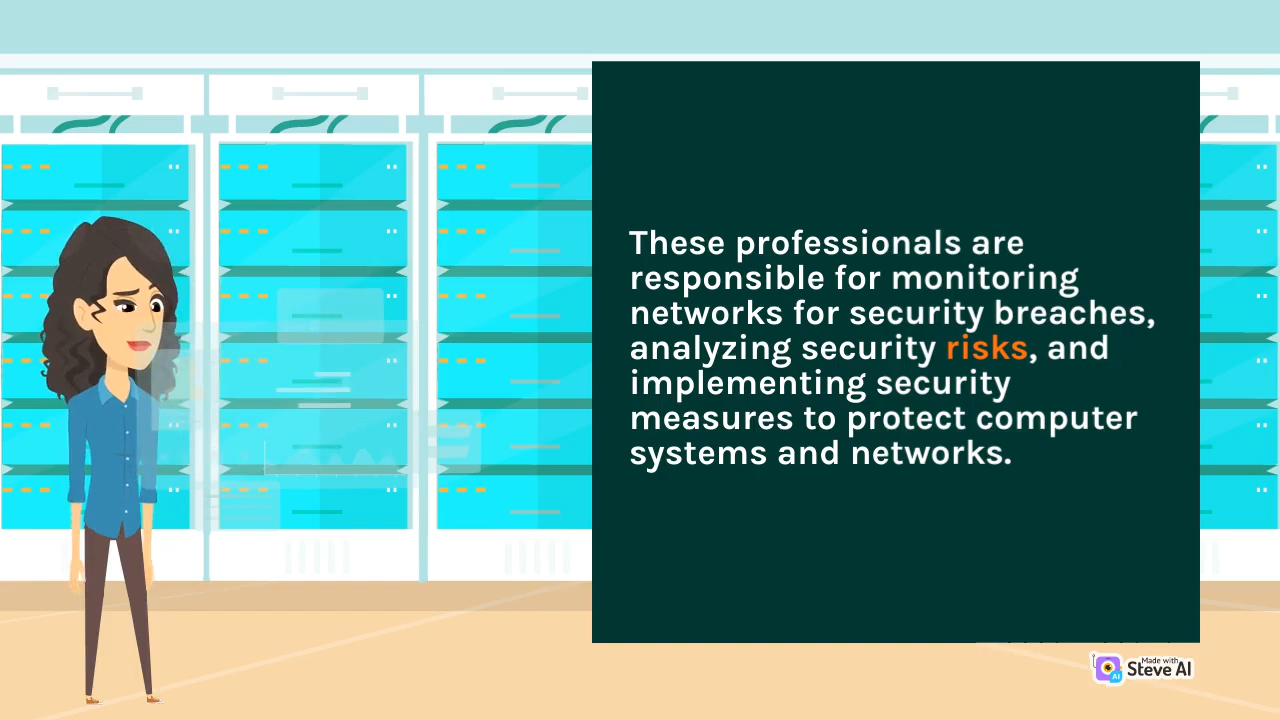 These professionals are
responsible for monitoring
networks for security breaches,
analyzing security risks, and
implementing security
measures to protect computer
systems and networks.
Made with
Steve AI
AI